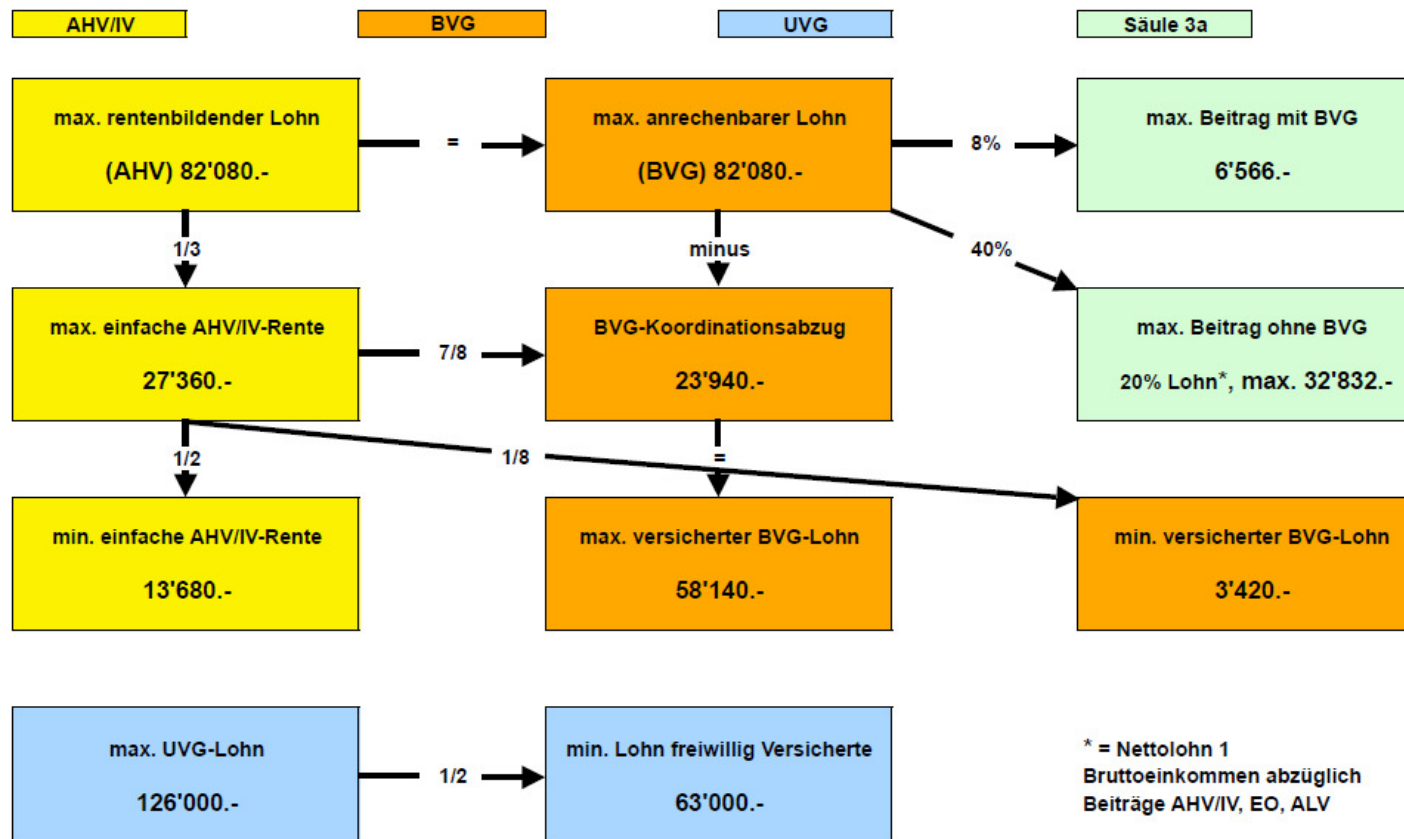 AHV/IV
BVG
UVG
Säule 3a
max. rentenbildender Lohn
(AHV) 82'080.-
=
max. anrechenbarer Lohn
(BVG) 82'080.-
8%
max. Beitrag mit BVG
6'566.-
1/3
minus
40%
max. einfache AHV/IV-Rente
27'360.-
7/8
BVG-Koordinationsabzug
23'940.-
max. Beitrag ohne BVG
20% Lohn*, max. 32'832.-
1/2
1/8
=
min. einfache AHV/IV-Rente
13'680.-
max. versicherter BVG-Lohn
58'140.-
min. versicherter BVG-Lohn
3'420.-
max. UVG-Lohn
126'000.-
1/2
min. Lohn freiwillig Versicherte
63'000.-
* = Nettolohn 1
Bruttoeinkommen abzüglich
Beiträge AHV/IV, EO, ALV